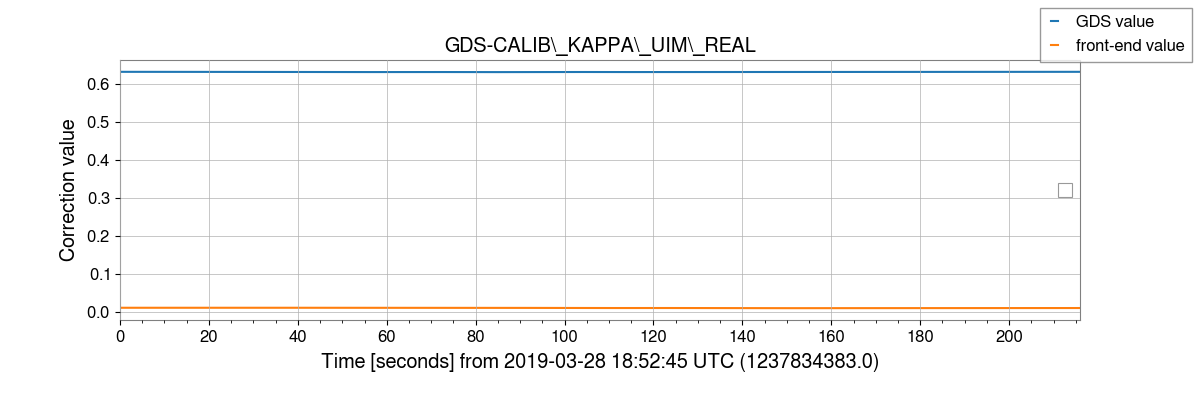 GDS value
front-end value
GDS-CALIB\_KAPPA\_UIM\_REAL
Correction value
0.6
0.5
0.4
0.3
0.2
0.1
0.0
0 20 40 60 80 100 120 140 160 180 200
Time [seconds] from 2019-03-28 18:52:45 UTC (1237834383.0)